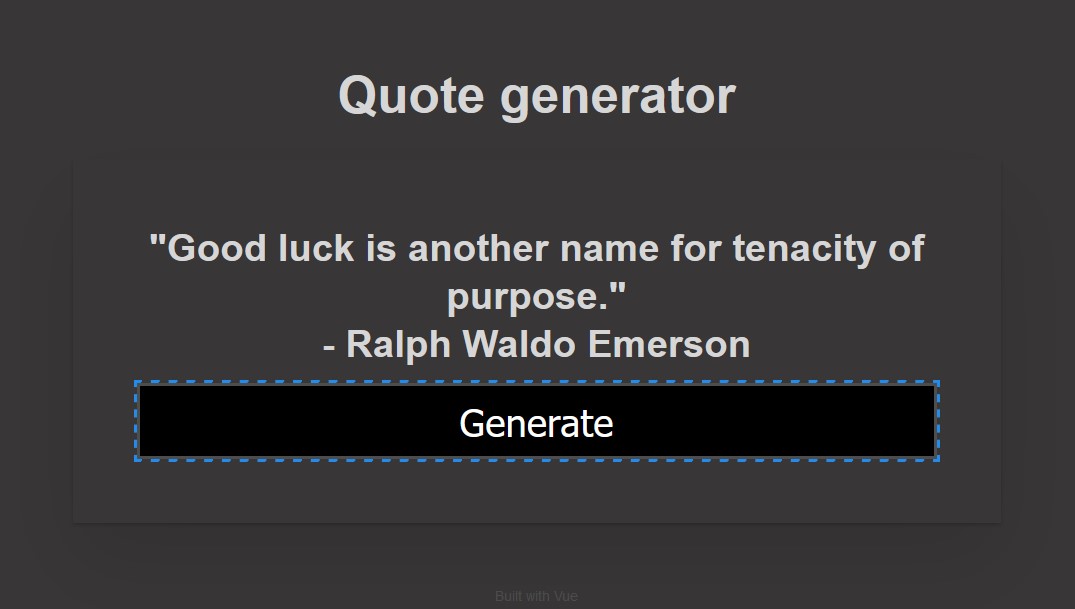 Quote generator
"Good luck is another name for tenacity of
purpose."
- Ralph Waldo Emerson
Generate
Built with Vue